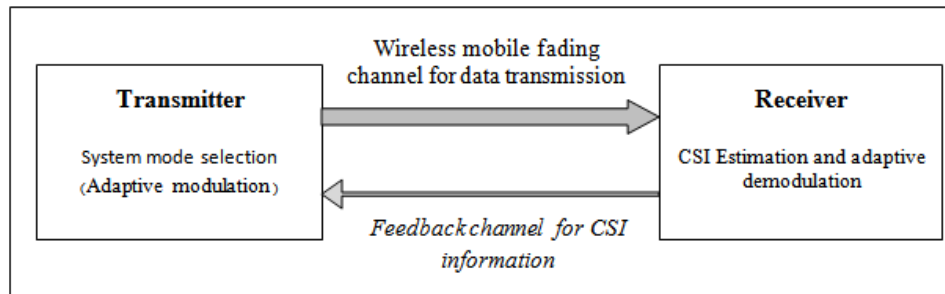 Wireless mobile fading
channel for data transmission
Transmitter
System mode selection
(Adaptive modulation)
Receiver
CSI Estimation and adaptive
demodulation
Feedback channel for CSI
information